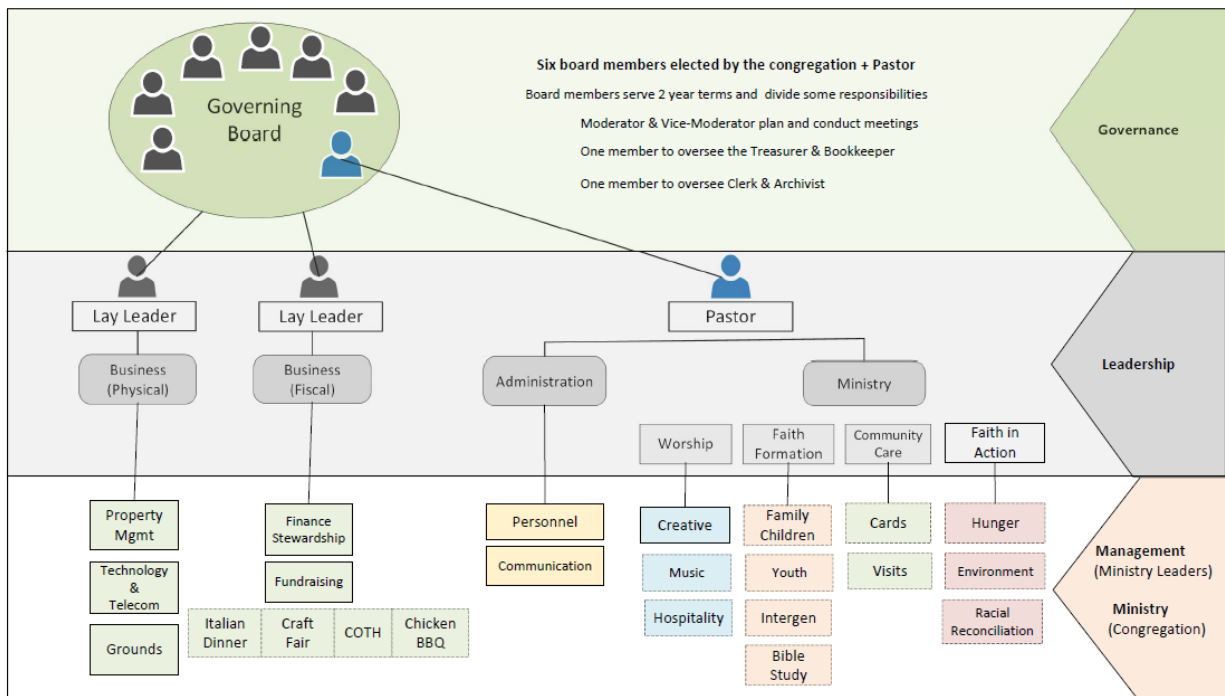 Governing
Board
Six board members elected by the congregation + Pastor
Board members serve 2 year terms and divide some responsibilities
Moderator & Vice-Moderator plan and conduct meetings
One member to oversee the Treasurer & Bookkeeper
One member to oversee Clerk & Archivist
Governance
Lay Leader
Lay Leader
Pastor
Business
(Physical)
Business
(Fiscal)
Administration
Ministry
Leadership
Worship
Faith
Formation
Community
Care
Faith in
Action
Property
Mgmt
Technology
&
Telecom
Grounds
Finance
Stewardship
Fundraising
Italian
Dinner
Craft
Fair
COTH
Chicken
BBQ
Personnel
Communication
Creative
Music
Hospitality
Family
Children
Youth
Intergen
Bible
Study
Cards
Visits
Hunger
Environment
Racial
Reconciliation
Management
(Ministry Leaders)
Ministry
(Congregation)